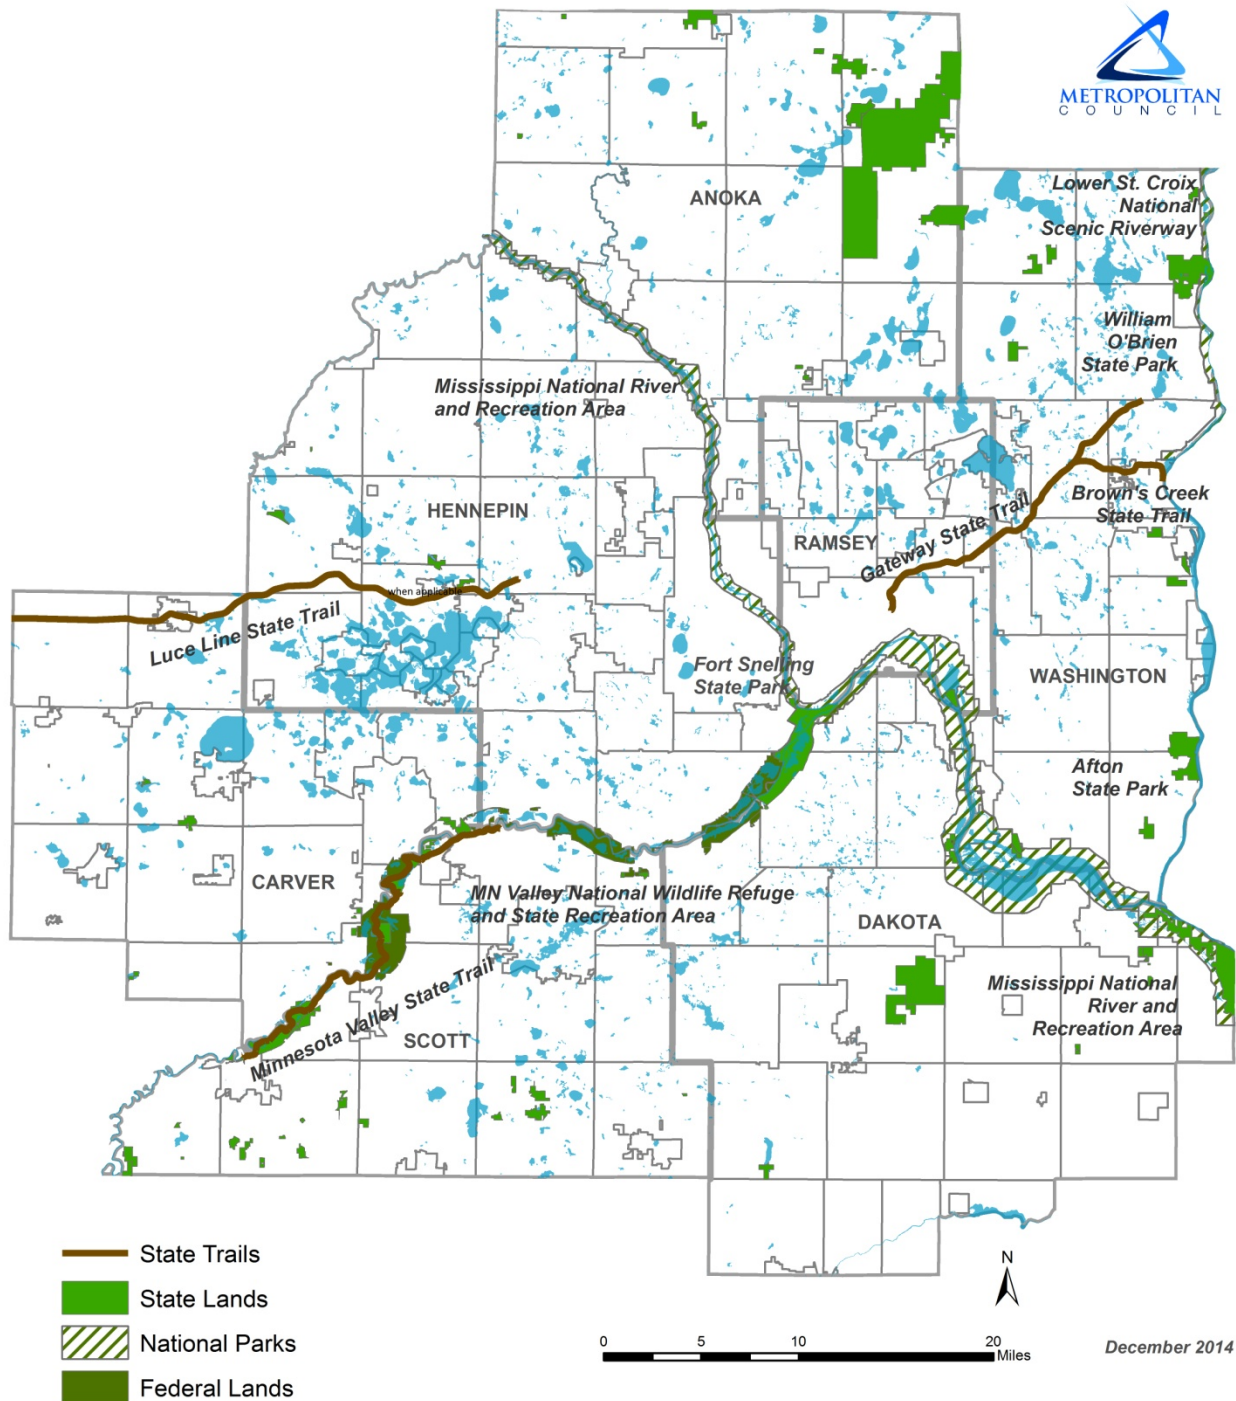 METROPOLITAN
COUNCIL
Lower St. Croix
National
Scenic Riverway
ANOKA
William
O'Brien
State Park
Mississippi National River
and Recreation Area
HENNEPIN
Brown's Creek
State Trail
RAMSEY
Gateway State Trail
when applicable
Luce Line State Trail
Fort Snelling
State Park
WASHINGTON
Afton
State Park
CARVER
MN Valley National Wildlife Refuge
and State Recreation Area
DAKOTA
Minnesota Valley State Trail
Mississippi National
River and
Recreation Area
SCOTT
State Trails
State Lands
National Parks
Federal Lands
N
0 5 10 20
Miles
December 2014